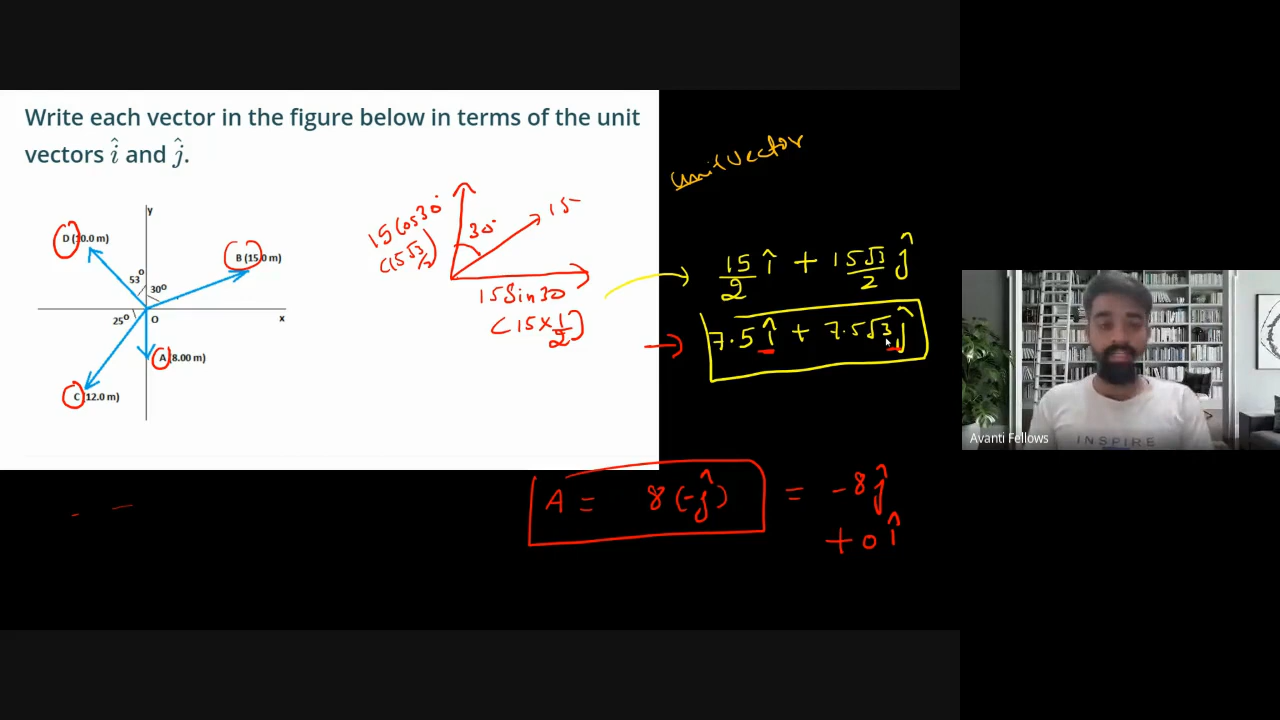 Write each vector in the figure below in terms of the unit
vectors î and ĵ.
unit Vector
y
D (10.0 m)
B (15.0 m)
53°
30°
25°
O
x
A (8.00 m)
C (12.0 m)
15 Cos 30°
(15 √3/2)
30°
15
15 Sin 30
(15 × 1/2)
15/2 î + 15√3/2 ĵ
7.5 î + 7.5√3 ĵ
A = 8(-ĵ) = -8ĵ
+ 0 î
Avanti Fellows
INSPIRE